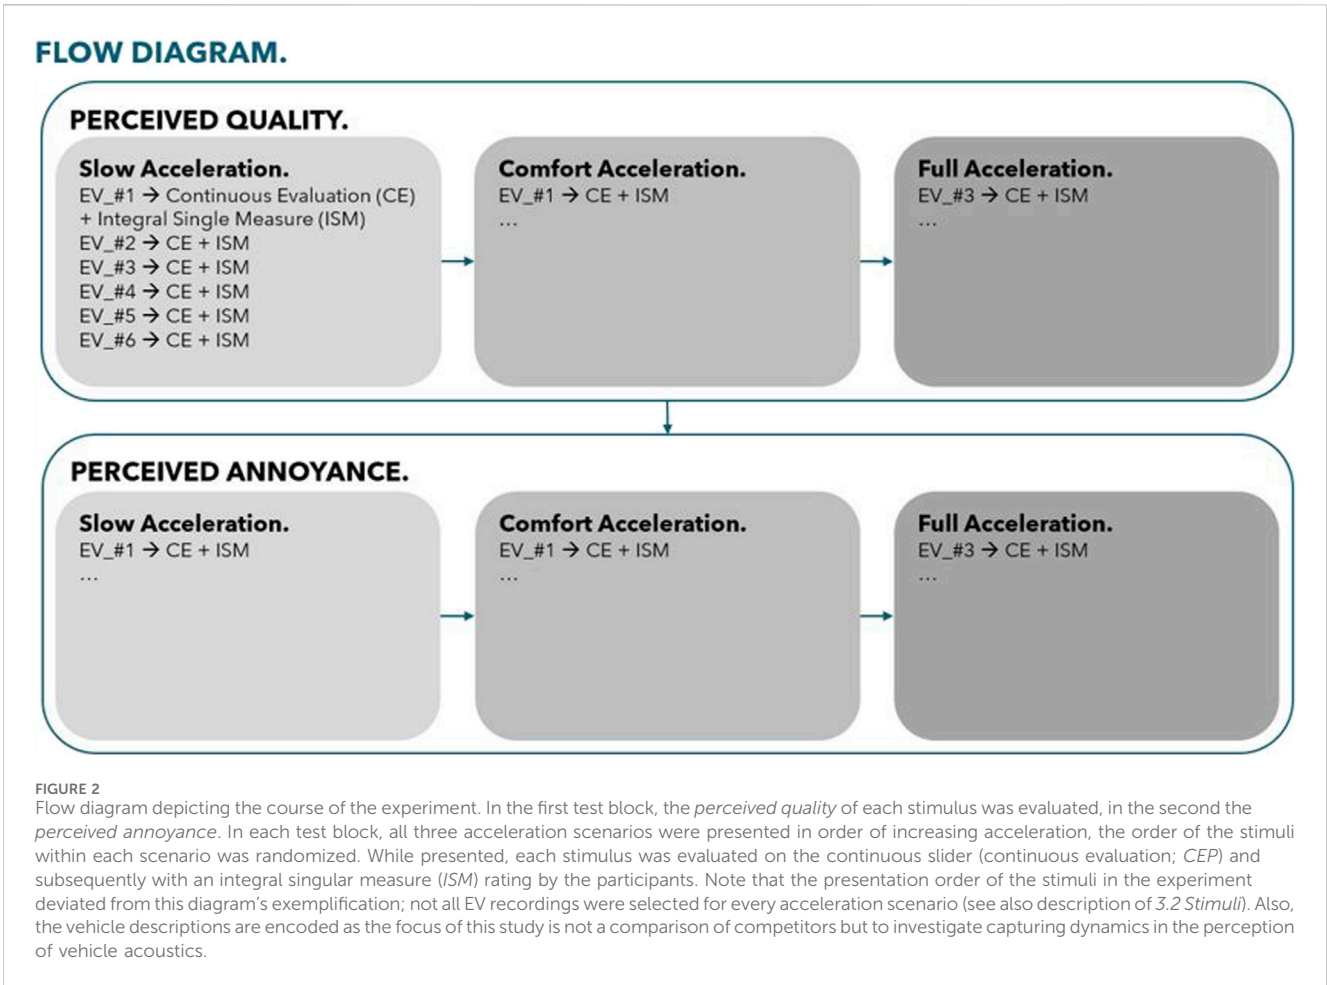 FLOW DIAGRAM.
PERCEIVED QUALITY.
Slow Acceleration.
EV_#1 → Continuous Evaluation (CE)
+ Integral Single Measure (ISM)
EV_#2 → CE + ISM
EV_#3 → CE + ISM
EV_#4 → CE + ISM
EV_#5 → CE + ISM
EV_#6 → CE + ISM
Comfort Acceleration.
EV_#1 → CE + ISM
...
Full Acceleration.
EV_#3 → CE + ISM
...
PERCEIVED ANNOYANCE.
Slow Acceleration.
EV_#1 → CE + ISM
...
Comfort Acceleration.
EV_#1 → CE + ISM
...
Full Acceleration.
EV_#3 → CE + ISM
...
FIGURE 2
Flow diagram depicting the course of the experiment. In the first test block, the perceived quality of each stimulus was evaluated, in the second the
perceived annoyance. In each test block, all three acceleration scenarios were presented in order of increasing acceleration, the order of the stimuli
within each scenario was randomized. While presented, each stimulus was evaluated on the continuous slider (continuous evaluation; CEP) and
subsequently with an integral singular measure (ISM) rating by the participants. Note that the presentation order of the stimuli in the experiment
deviated from this diagram's exemplification; not all EV recordings were selected for every acceleration scenario (see also description of 3.2 Stimuli). Also,
the vehicle descriptions are encoded as the focus of this study is not a comparison of competitors but to investigate capturing dynamics in the perception
of vehicle acoustics.